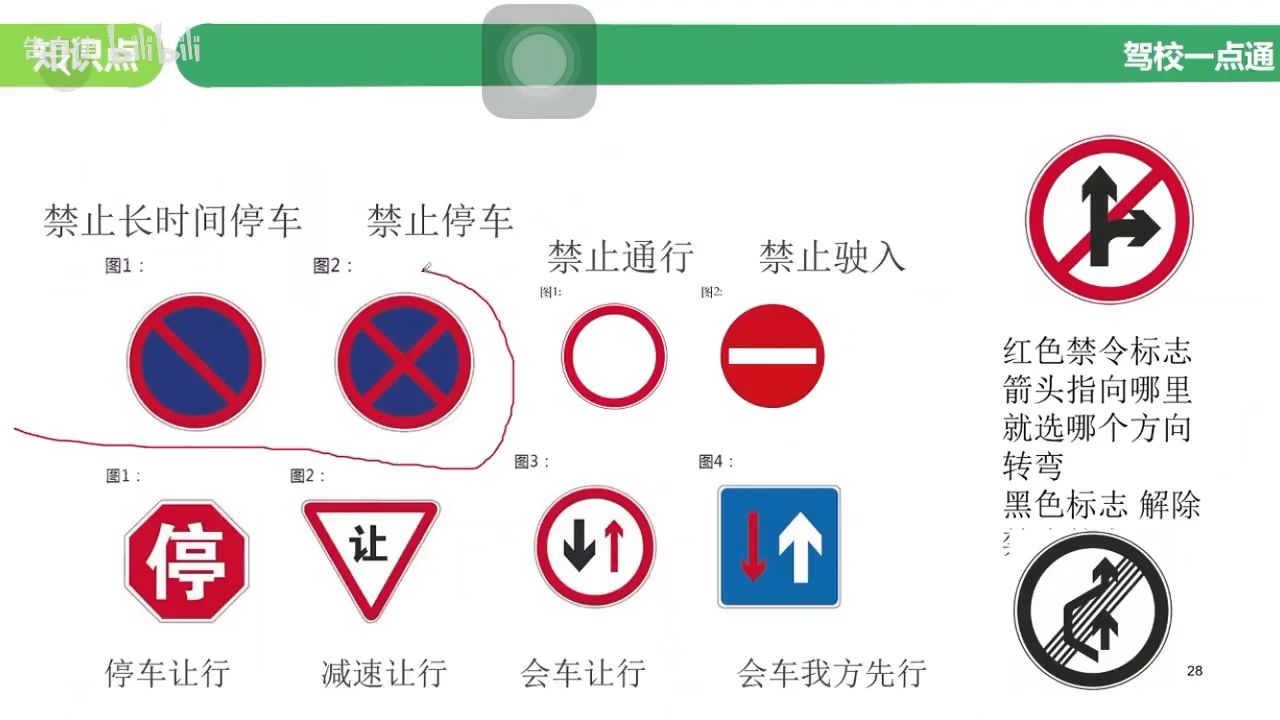 知识点
bilibili
驾校一点通
禁止长时间停车
禁止停车
禁止通行
禁止驶入
图1：
图2：
图1:
图2:
红色禁令标志
箭头指向哪里
就选哪个方向
转弯
黑色标志 解除
图1：
图2：
图3：
图4：
停
让
停车让行
减速让行
会车让行
会车我方先行
28